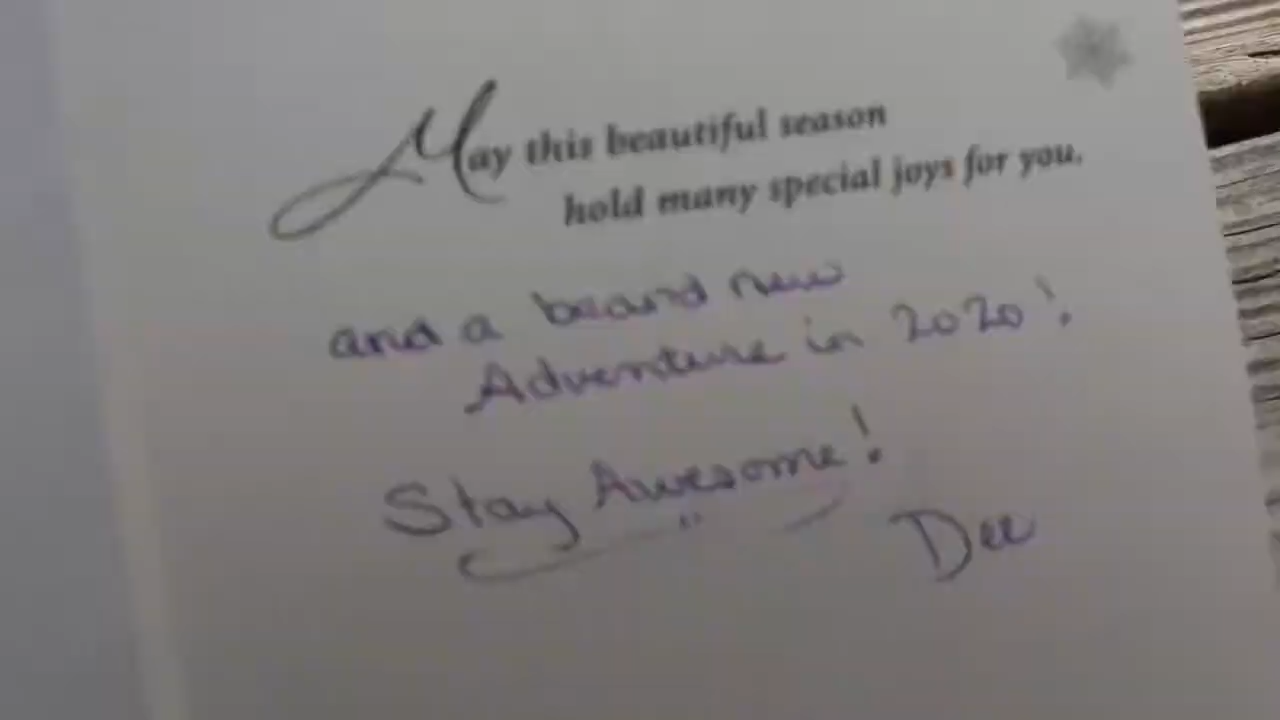 May this beautiful season
hold many special joys for you,
and a brand new
Adventure in 2020!
Stay Awesome!
Dee